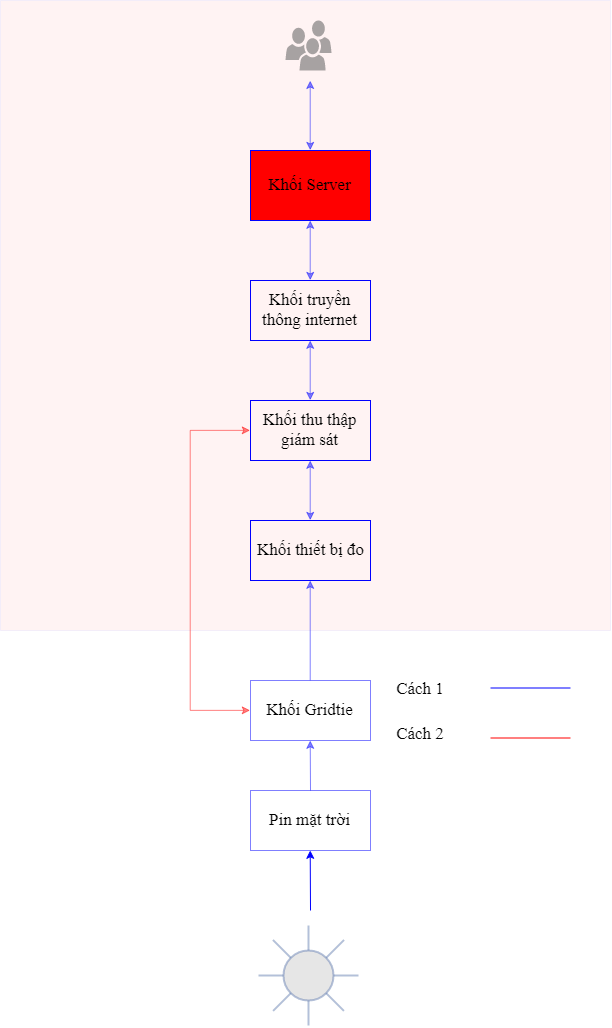 Khối Server
Khối truyền
thông internet
Khối thu thập
giám sát
Khối thiết bị đo
Khối Gridtie
Cách 1
Cách 2
Pin mặt trời